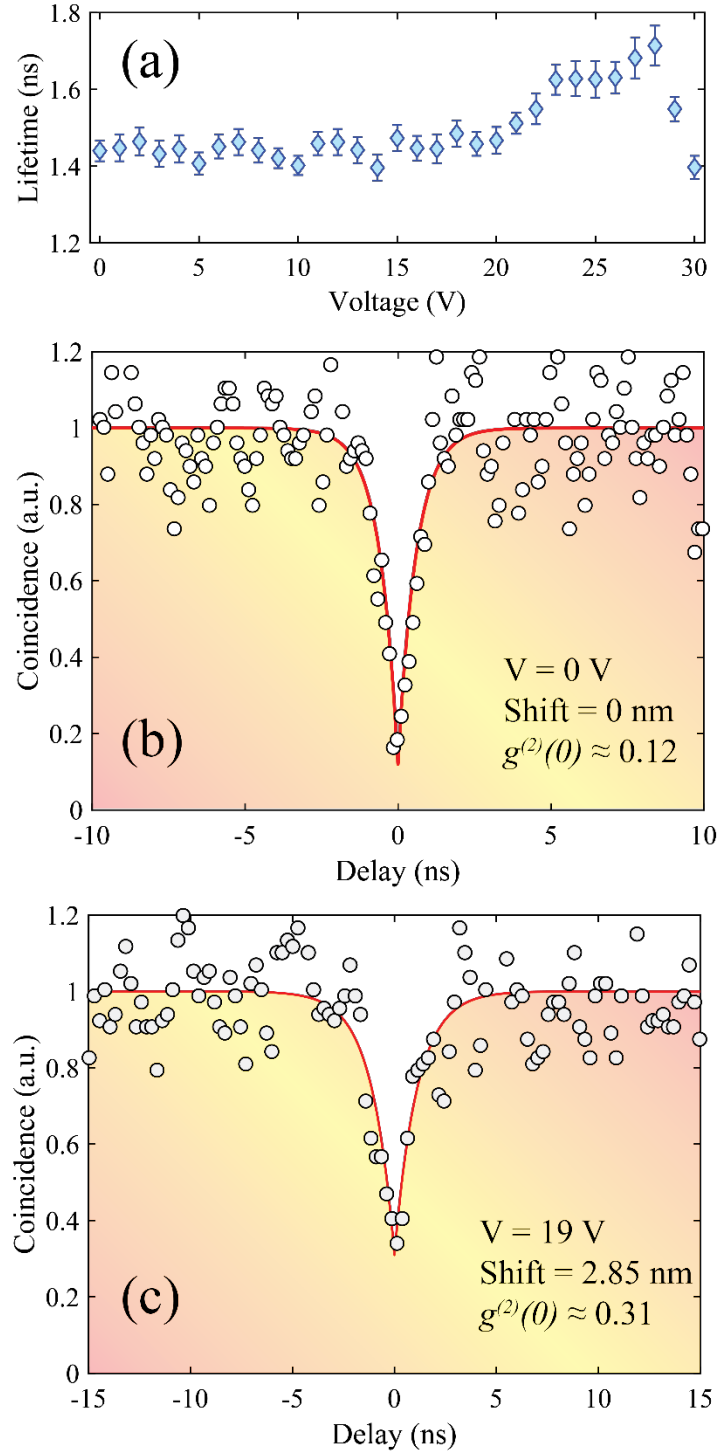 (a)
Lifetime (ns)
1.8
1.6
1.4
1.2
0 5 10 15 20 25 30
Voltage (V)
(b)
Coincidence (a.u.)
1.2
1
0.8
0.6
0.4
0.2
0
V = 0 V
Shift = 0 nm
g(2)(0) ≈ 0.12
-10 -5 0 5 10
Delay (ns)
(c)
Coincidence (a.u.)
1.2
1
0.8
0.6
0.4
0.2
0
V = 19 V
Shift = 2.85 nm
g(2)(0) ≈ 0.31
-15 -10 -5 0 5 10 15
Delay (ns)